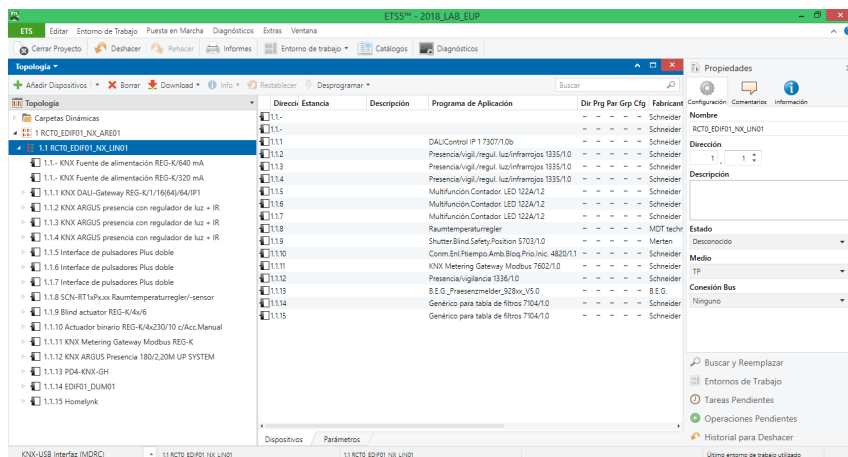 ETS5™ - 2018_LAB_EUP
ETS Editar Entorno de Trabajo Puesta en Marcha Diagnósticos Extras Ventana
Cerrar Proyecto Deshacer Rehacer Informes Entorno de trabajo Catálogos Diagnósticos
Topología
Añadir Dispositivos Borrar Download Info Restablecer Desprogramar Buscar
Topología
Carpetas Dinámicas
1 RCT0_EDIF01_NX_ARE01
1.1 RCT0_EDIF01_NX_LIN01
1.1.- KNX Fuente de alimentación REG-K/640 mA
1.1.- KNX Fuente de alimentación REG-K/320 mA
1.1.1 KNX DALI-Gateway REG-K/1/16(64)/64/IP1
1.1.2 KNX ARGUS presencia con regulador de luz + IR
1.1.3 KNX ARGUS presencia con regulador de luz + IR
1.1.4 KNX ARGUS presencia con regulador de luz + IR
1.1.5 Interface de pulsadores Plus doble
1.1.6 Interface de pulsadores Plus doble
1.1.7 Interface de pulsadores Plus doble
1.1.8 SCN-RT1xPx.xx Raumtemperaturregler/-sensor
1.1.9 Blind actuator REG-K/4x/6
1.1.10 Actuador binario REG-K/4x230/10 c/Acc.Manual
1.1.11 KNX Metering Gateway Modbus REG-K
1.1.12 KNX ARGUS Presencia 180/2,20M UP SYSTEM
1.1.13 PD4-KNX-GH
1.1.14 EDIF01_DUM01
1.1.15 Homelynk
Direcci Estancia Descripción Programa de Aplicación Dir Prg Par Grp Cfg Fabricant
1.1.- - - - - - Schneider
1.1.- - - - - - Schneider
1.1.1 DALIControl IP 1 7307/1.0b - - - - - Schneider
1.1.2 Presencia/vigil./regul. luz/infrarrojos 1335/1.0 - - - - - Schneider
1.1.3 Presencia/vigil./regul. luz/infrarrojos 1335/1.0 - - - - - Schneider
1.1.4 Presencia/vigil./regul. luz/infrarrojos 1335/1.0 - - - - - Schneider
1.1.5 Multifunción.Contador. LED 122A/1.2 - - - - - Schneider
1.1.6 Multifunción.Contador. LED 122A/1.2 - - - - - Schneider
1.1.7 Multifunción.Contador. LED 122A/1.2 - - - - - Schneider
1.1.8 Raumtemperaturregler - - - - - MDT techr
1.1.9 Shutter.Blind.Safety.Position 5703/1.0 - - - - - Merten
1.1.10 Conm.Enl.Ftiempo.Amb.Bloq.Prio.Inic. 4820/1.1 - - - - - Schneider
1.1.11 KNX Metering Gateway Modbus 7602/1.0 - - - - - Schneider
1.1.12 Presencia/vigilancia 1336/1.0 - - - - - Schneider
1.1.13 B.E.G._Praesenzmelder_928xx_V5.0 - - - - - B.E.G.
1.1.14 Genérico para tabla de filtros 7104/1.0 - - - - - Schneider
1.1.15 Genérico para tabla de filtros 7104/1.0 - - - - - Schneider
Dispositivos Parámetros
Propiedades
Configuración Comentarios Información
Nombre
RCT0_EDIF01_NX_LIN01
Dirección
1 . 1
Descripción
Estado
Desconocido
Medio
TP
Conexión Bus
Ninguno
Buscar y Reemplazar
Entornos de Trabajo
Tareas Pendientes
Operaciones Pendientes
Historial para Deshacer
KNX-USB Interfaz (MDRC) 1.1 RCT0_EDIF01_NX_LIN01 1.1 RCT0_EDIF01_NX_LIN01 Último entorno de trabajo utilizado